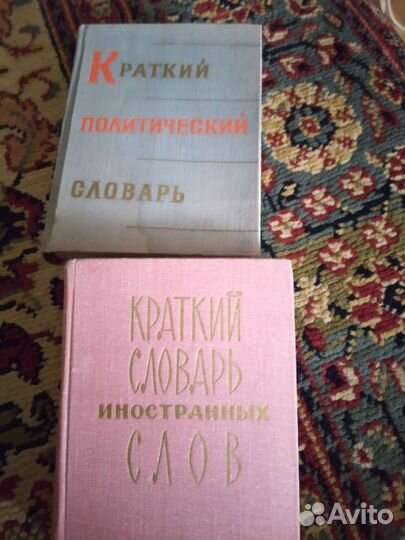 Краткий
политический
словарь
КРАТКИЙ
СЛОВАРЬ
ИНОСТРАННЫХ
СЛОВ
Avito